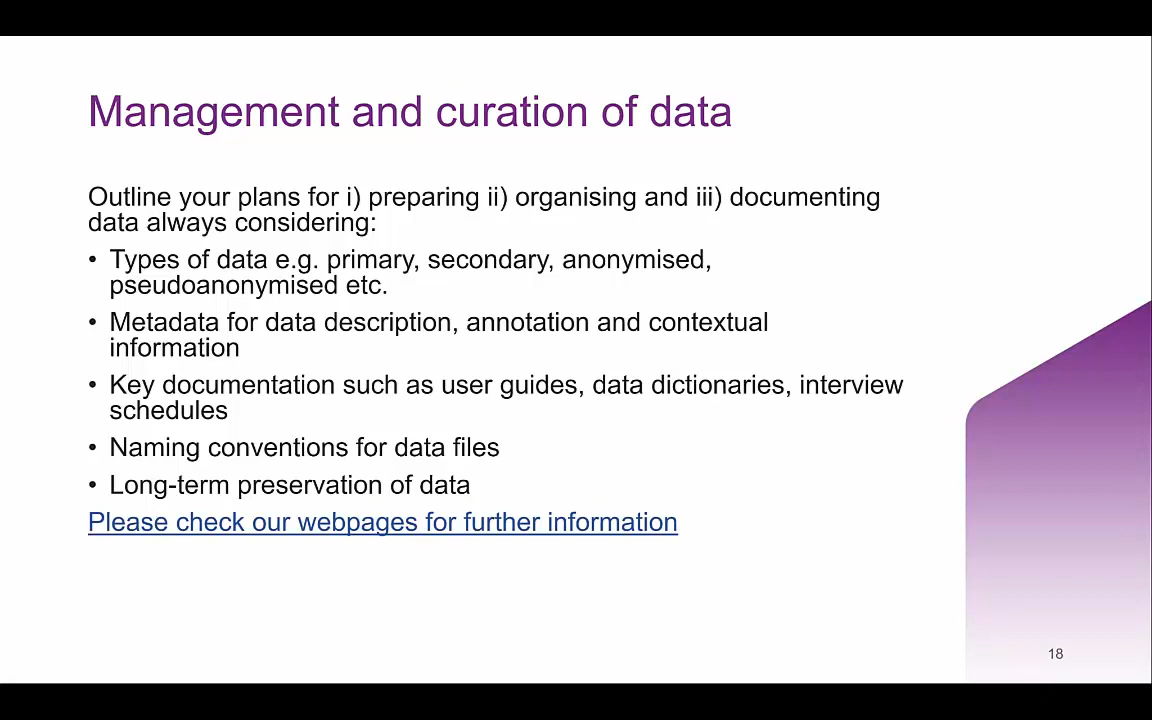 Management and curation of data
Outline your plans for i) preparing ii) organising and iii) documenting
data always considering:
• Types of data e.g. primary, secondary, anonymised,
pseudoanonymised etc.
• Metadata for data description, annotation and contextual
information
• Key documentation such as user guides, data dictionaries, interview
schedules
• Naming conventions for data files
• Long-term preservation of data
Please check our webpages for further information
18